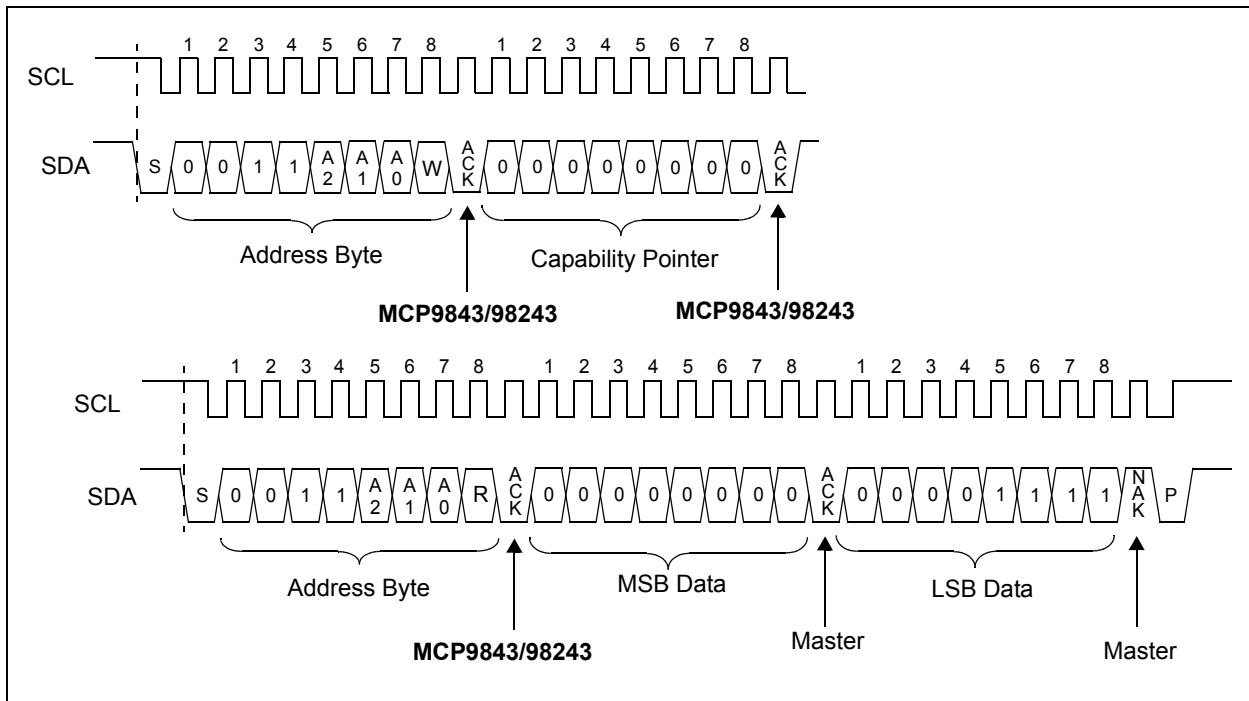 1 2 3 4 5 6 7 8 1 2 3 4 5 6 7 8
SCL
SDA S 0 0 1 1 A2 A1 A0 W ACK 0 0 0 0 0 0 0 0 ACK
Address Byte Capability Pointer
MCP9843/98243 MCP9843/98243
1 2 3 4 5 6 7 8 1 2 3 4 5 6 7 8 1 2 3 4 5 6 7 8
SCL
SDA S 0 0 1 1 A2 A1 A0 R ACK 0 0 0 0 0 0 0 0 ACK 0 0 0 0 1 1 1 1 NAK P
Address Byte MSB Data LSB Data
MCP9843/98243 Master Master